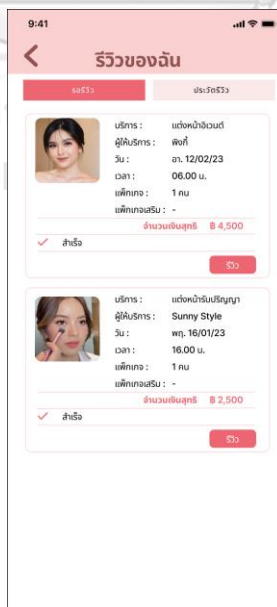 9:41
รีวิวของฉัน
รอรีวิว ประวัตรีวิว
บริการ : แต่งหน้าอิเวนต์
ผู้ให้บริการ : พิงกี้
วัน : อา. 12/02/23
เวลา : 06.00 น.
แพ็กเกจ : 1 คน
แพ็กเกจเสริม : -
จำนวนเงินสุทธิ ฿ 4,500
สำเร็จ
รีวิว
บริการ : แต่งหน้ารับปริญญา
ผู้ให้บริการ : Sunny Style
วัน : พฤ. 16/01/23
เวลา : 16.00 น.
แพ็กเกจ : 1 คน
แพ็กเกจเสริม : -
จำนวนเงินสุทธิ ฿ 2,500
สำเร็จ
รีวิว